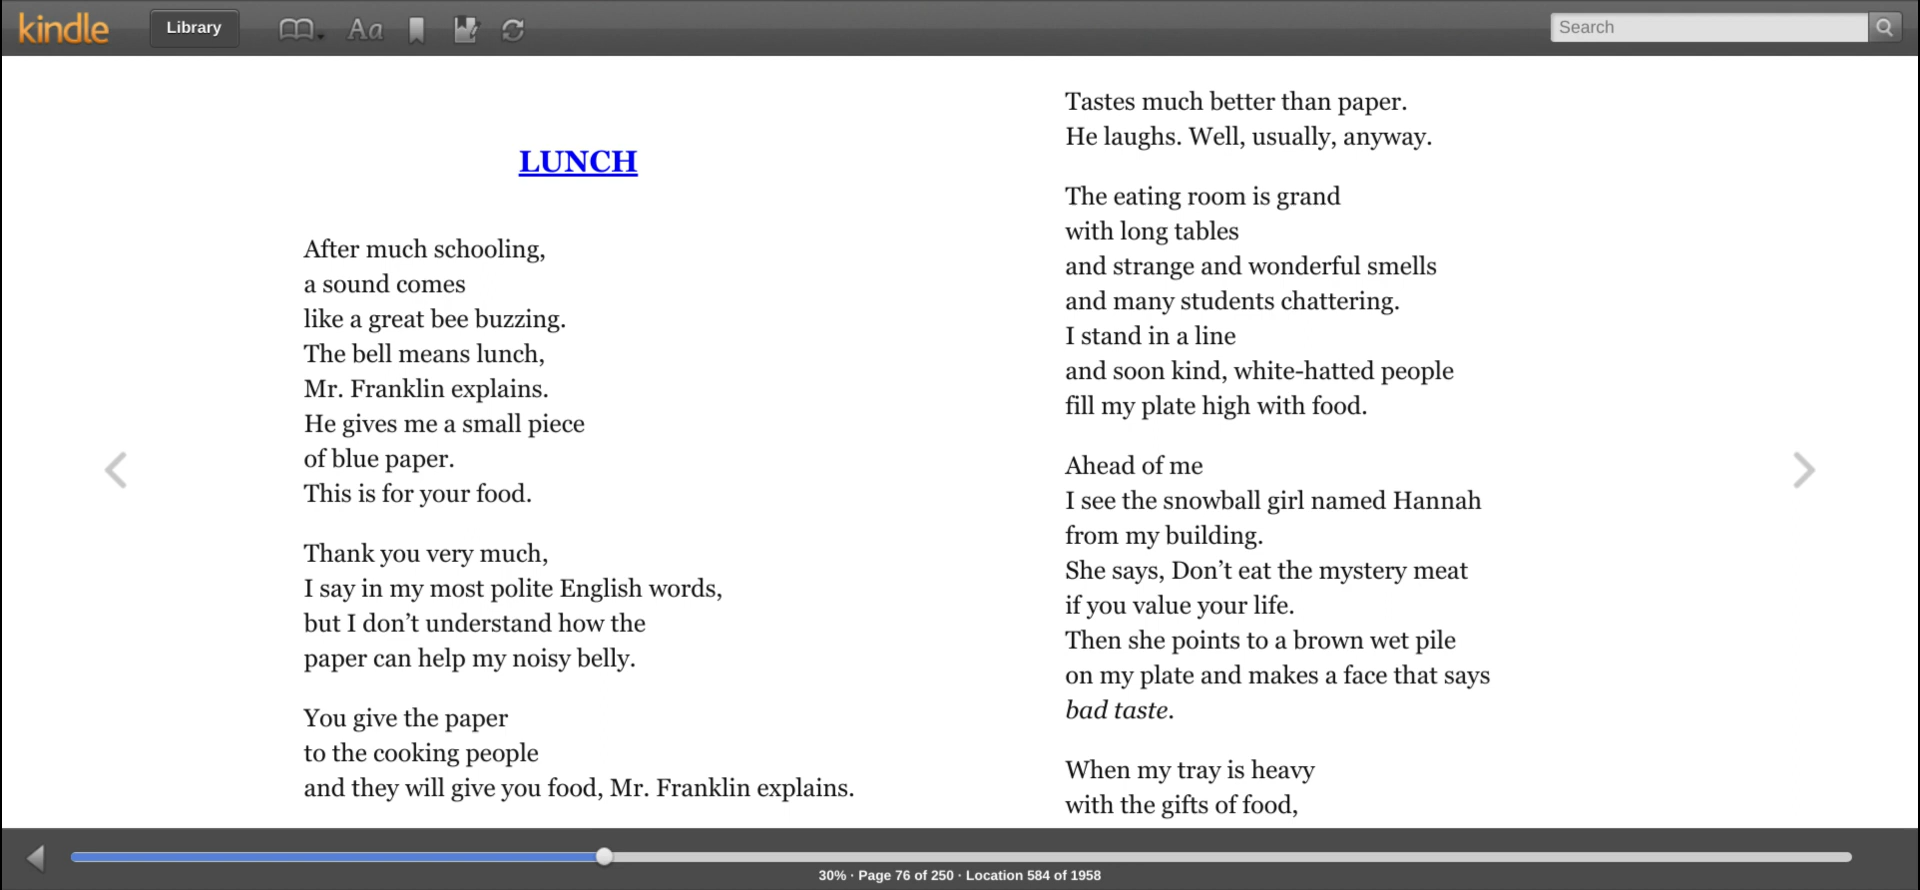 kindle
Library
Aa
Search
LUNCH
After much schooling,
a sound comes
like a great bee buzzing.
The bell means lunch,
Mr. Franklin explains.
He gives me a small piece
of blue paper.
This is for your food.
Thank you very much,
I say in my most polite English words,
but I don’t understand how the
paper can help my noisy belly.
You give the paper
to the cooking people
and they will give you food, Mr. Franklin explains.
Tastes much better than paper.
He laughs. Well, usually, anyway.
The eating room is grand
with long tables
and strange and wonderful smells
and many students chattering.
I stand in a line
and soon kind, white-hatted people
fill my plate high with food.
Ahead of me
I see the snowball girl named Hannah
from my building.
She says, Don’t eat the mystery meat
if you value your life.
Then she points to a brown wet pile
on my plate and makes a face that says
bad taste.
When my tray is heavy
with the gifts of food,
30% · Page 76 of 250 · Location 584 of 1958